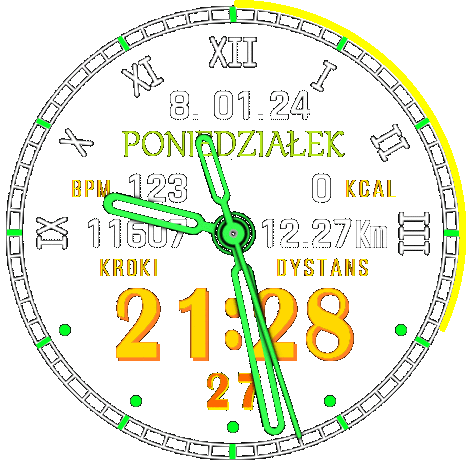 XII
XI I
8. 01.24
X II
PONIEDZIAŁEK
BPM 123 0 KCAL
IX 11607 12.27Km III
KROKI DYSTANS
21:28
27